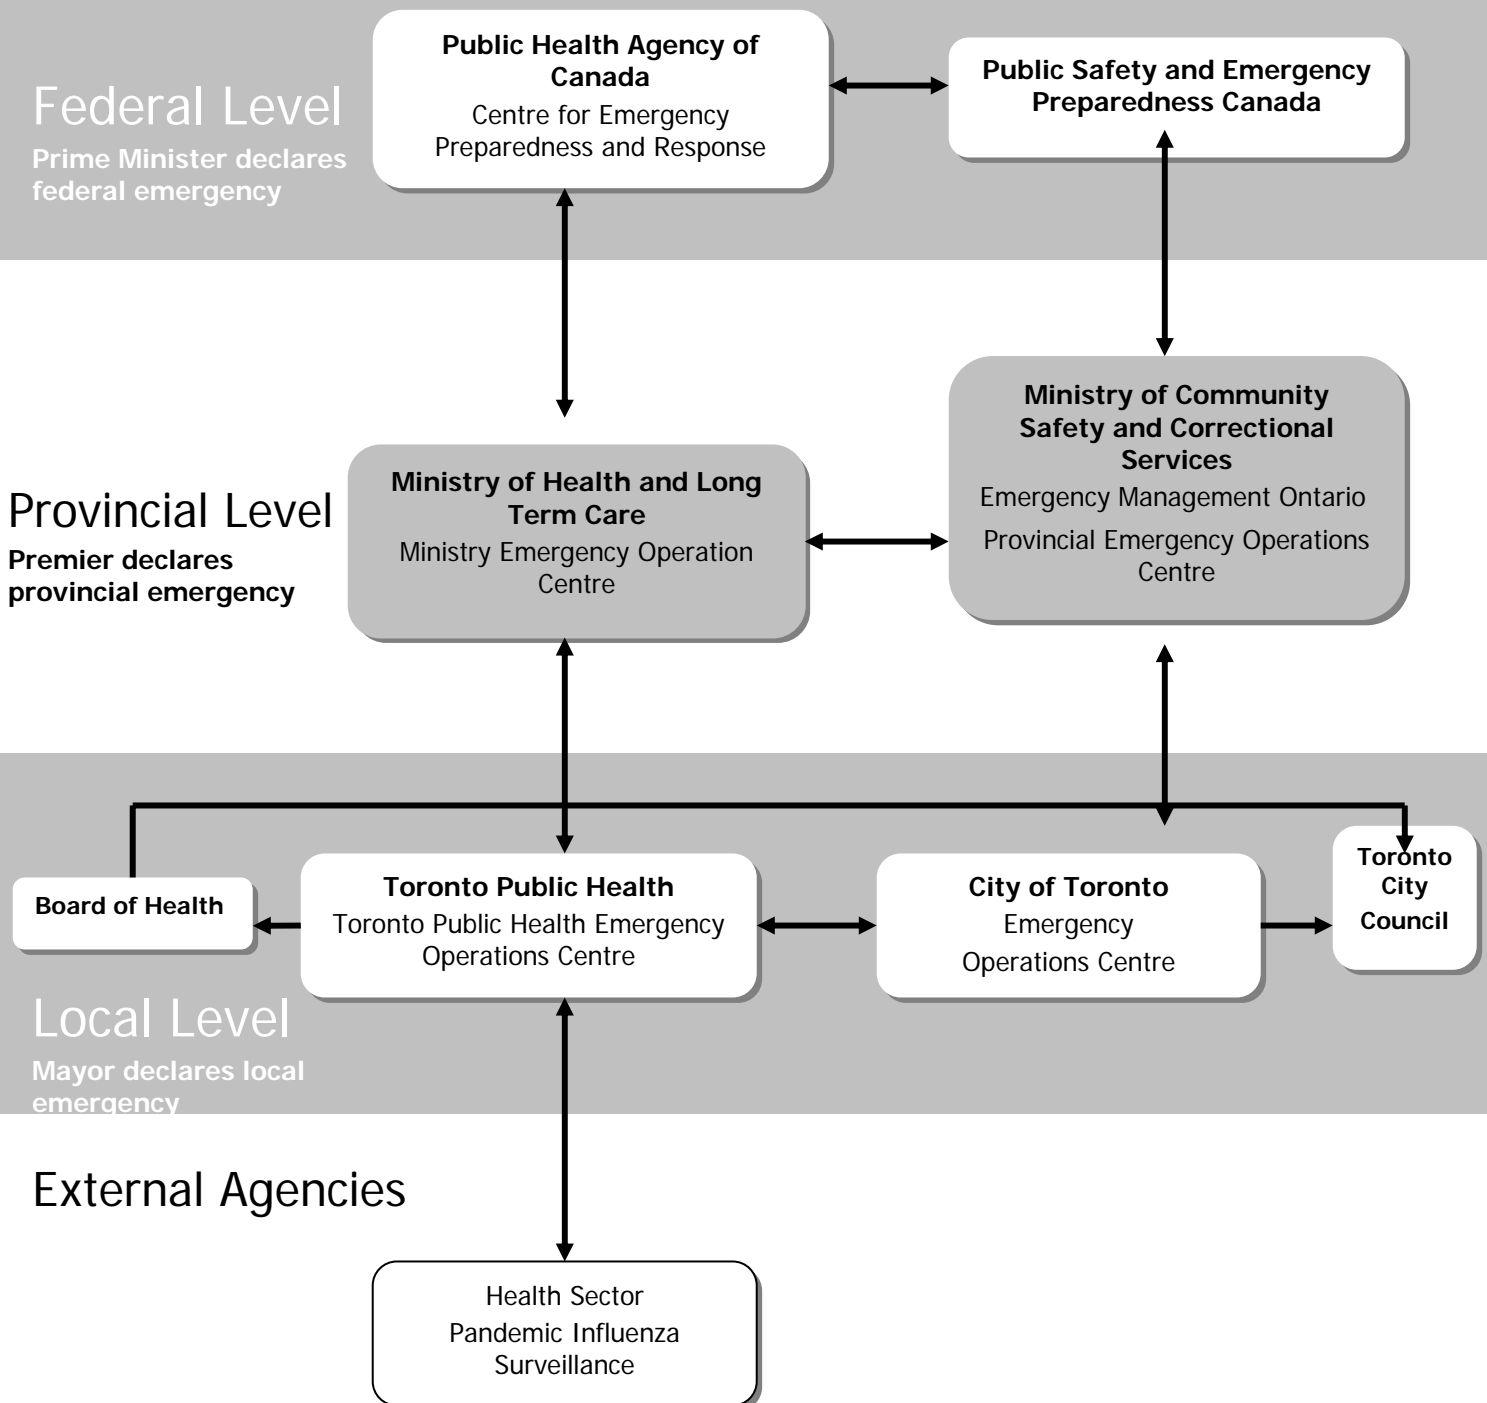 Public Health Agency of
Canada
Centre for Emergency
Preparedness and Response
Public Safety and Emergency
Preparedness Canada
Federal Level
Prime Minister declares
federal emergency
Ministry of Community
Safety and Correctional
Services
Emergency Management Ontario
Provincial Emergency Operations
Centre
Ministry of Health and Long
Term Care
Ministry Emergency Operation
Centre
Provincial Level
Premier declares
provincial emergency
Board of Health
Toronto Public Health
Toronto Public Health Emergency
Operations Centre
City of Toronto
Emergency
Operations Centre
Toronto
City
Council
Local Level
Mayor declares local
emergency
External Agencies
Health Sector
Pandemic Influenza
Surveillance